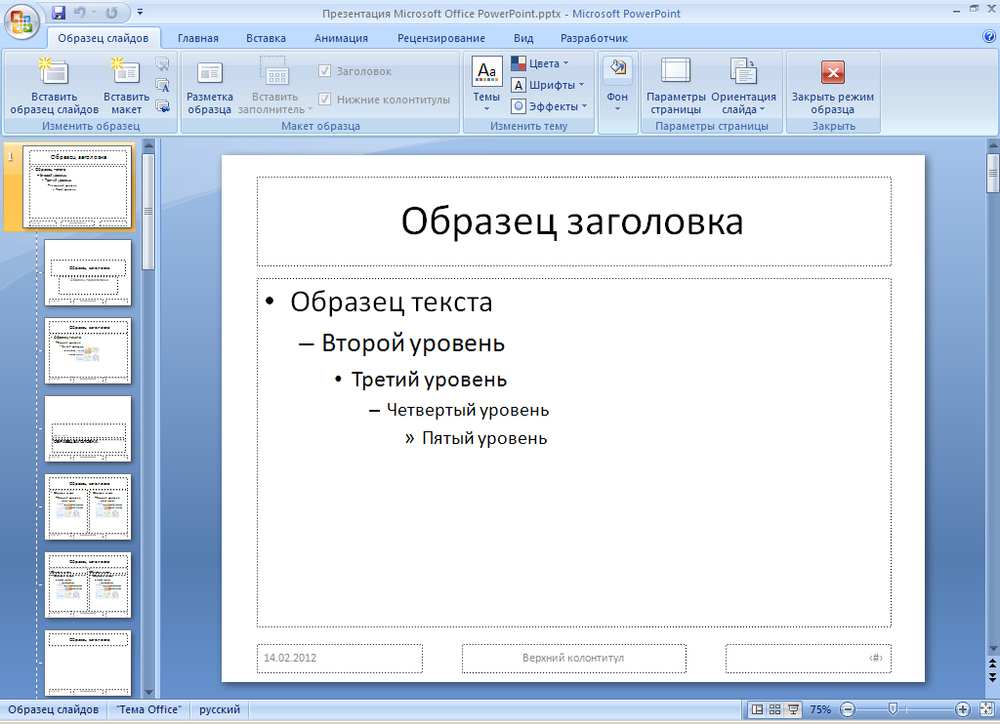 Презентация Microsoft Office PowerPoint.pptx - Microsoft PowerPoint
Образец слайдов Главная Вставка Анимация Рецензирование Вид Разработчик
Вставить образец слайдов
Вставить макет
Изменить образец
Разметка образца
Вставить заполнитель
Заголовок
Нижние колонтитулы
Макет образца
Aa
Темы
Цвета
A Шрифты
Эффекты
Изменить тему
Фон
Параметры страницы
Ориентация слайда
Параметры страницы
Закрыть режим образца
Закрыть
1
Образец заголовка
• Образец текста
– Второй уровень
• Третий уровень
– Четвертый уровень
» Пятый уровень
14.02.2012 Верхний колонтитул ‹#›
Образец слайдов "Тема Office" русский 75%